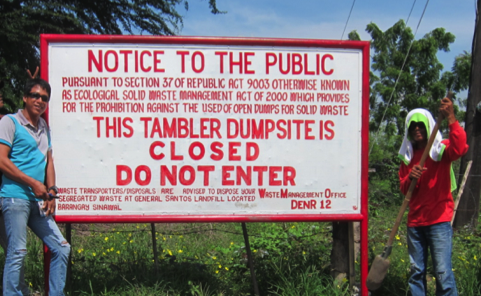 NOTICE TO THE PUBLIC
PURSUANT TO SECTION 37 OF REPUBLIC ACT 9003 OTHERWISE KNOWN
AS ECOLOGICAL SOLID WASTE MANAGEMENT ACT OF 2000 WHICH PROVIDES
FOR THE PROHIBITION AGAINST THE USED OF OPEN DUMPS FOR SOLID WASTE
THIS TAMBLER DUMPSITE IS
CLOSED
DO NOT ENTER
WASTE TRANSPORTERS/DISPOSALS ARE ADVISED TO DISPOSE YOUR
SEGREGATED WASTE AT GENERAL SANTOS LANDFILL LOCATED
BARANGAY SINAWAL
WASTE MANAGEMENT OFFICE
DENR 12